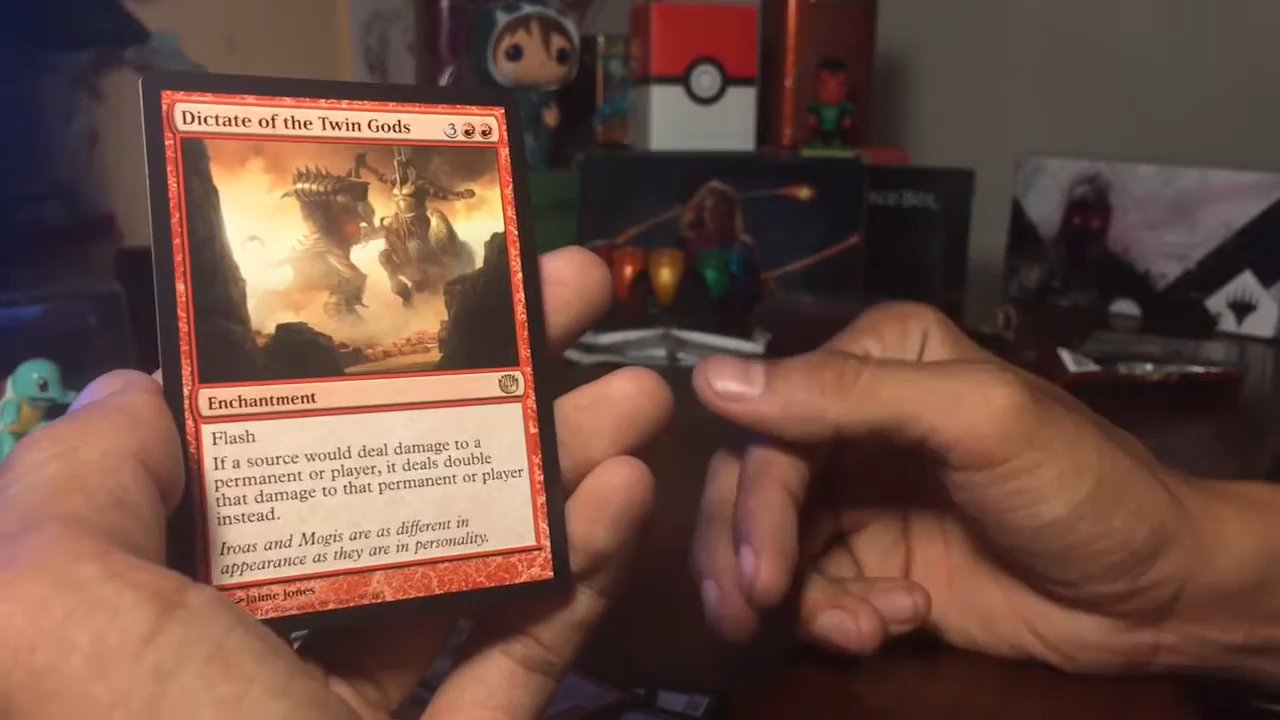 Dictate of the Twin Gods 3
Enchantment
Flash
If a source would deal damage to a
permanent or player, it deals double
that damage to that permanent or player
instead.
Iroas and Mogis are as different in
appearance as they are in personality.
Jaime Jones